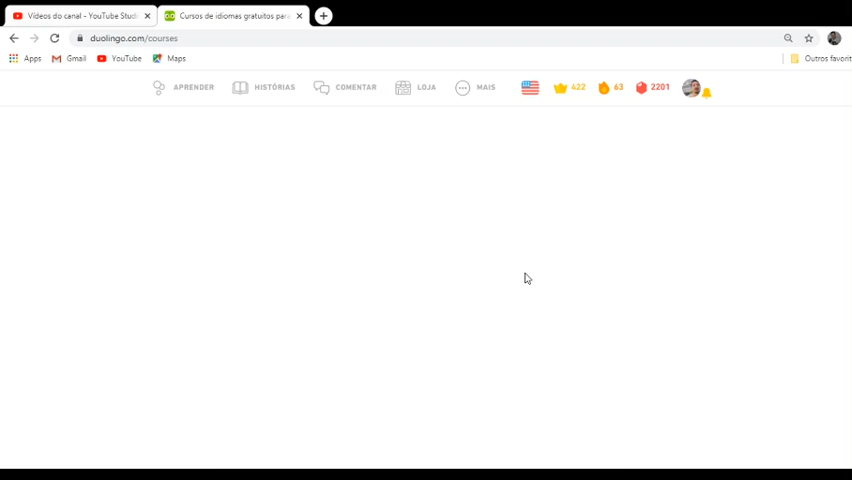 Vídeos do canal - YouTube Stud
Cursos de idiomas gratuitos para
duolingo.com/courses
Apps Gmail YouTube Maps Outros favorit
APRENDER HISTÓRIAS COMENTAR LOJA MAIS 422 63 2201